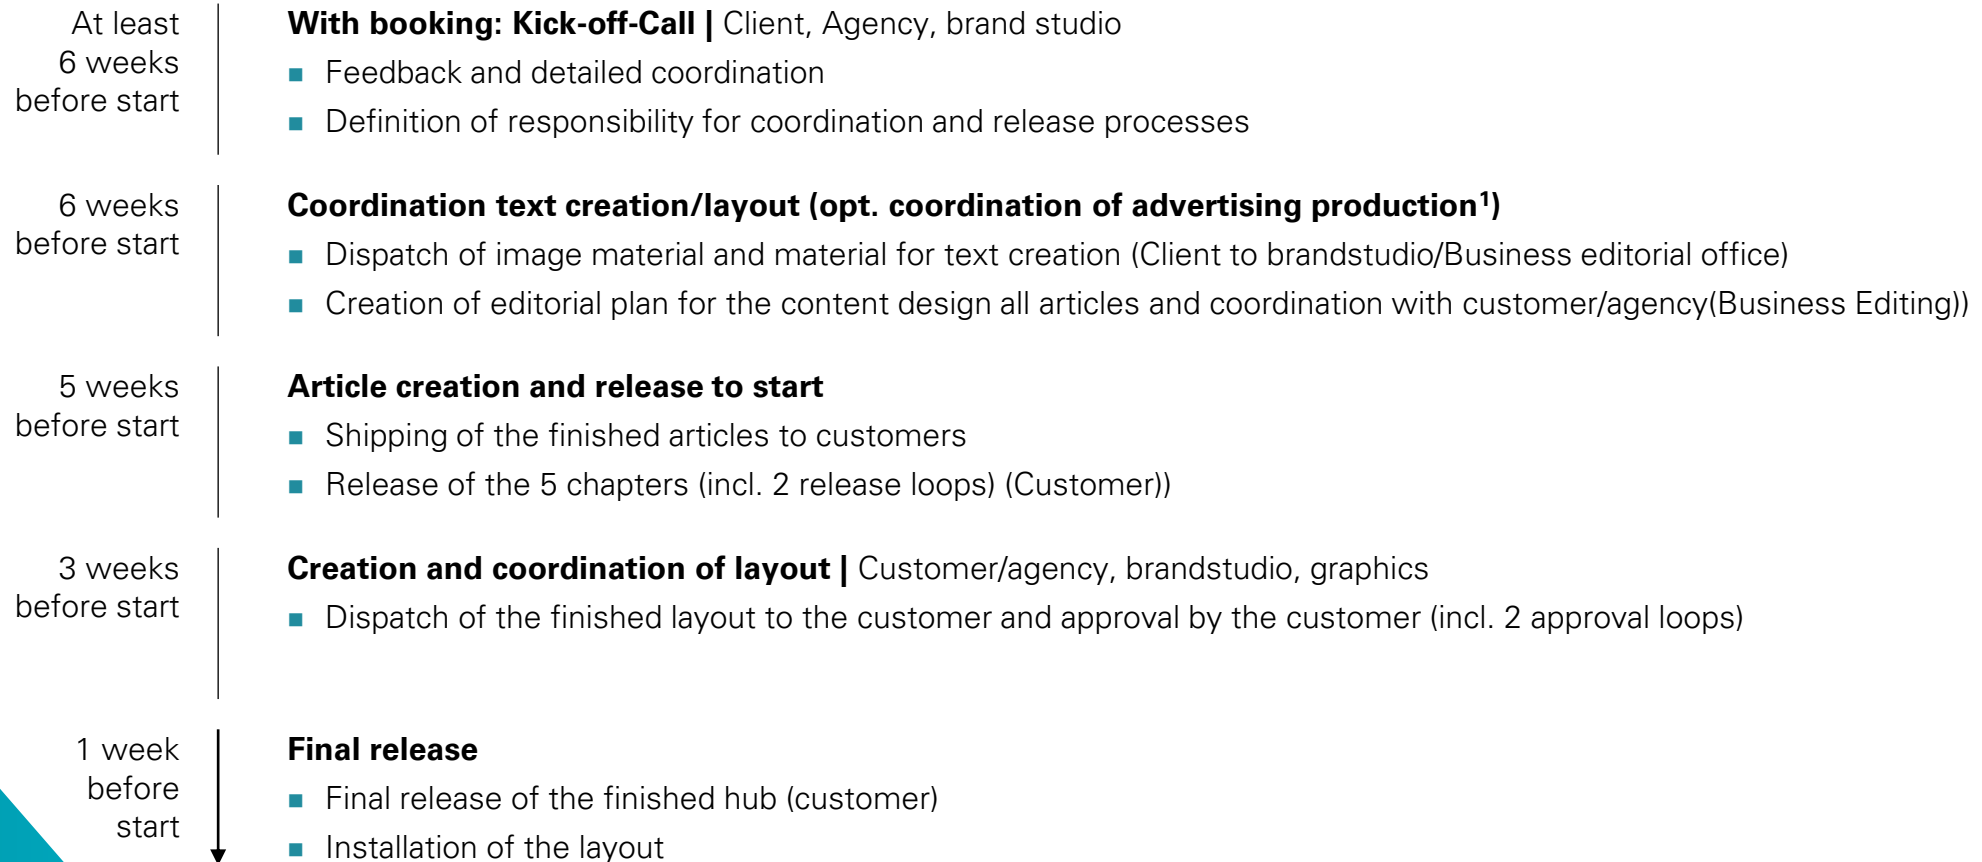 At least
6 weeks
before start
With booking: Kick-off-Call | Client, Agency, brand studio
Feedback and detailed coordination
Definition of responsibility for coordination and release processes
6 weeks
before start
Coordination text creation/layout (opt. coordination of advertising production¹)
Dispatch of image material and material for text creation (Client to brandstudio/Business editorial office)
Creation of editorial plan for the content design all articles and coordination with customer/agency(Business Editing))
5 weeks
before start
Article creation and release to start
Shipping of the finished articles to customers
Release of the 5 chapters (incl. 2 release loops) (Customer))
3 weeks
before start
Creation and coordination of layout | Customer/agency, brandstudio, graphics
Dispatch of the finished layout to the customer and approval by the customer (incl. 2 approval loops)
1 week
before
start
Final release
Final release of the finished hub (customer)
Installation of the layout